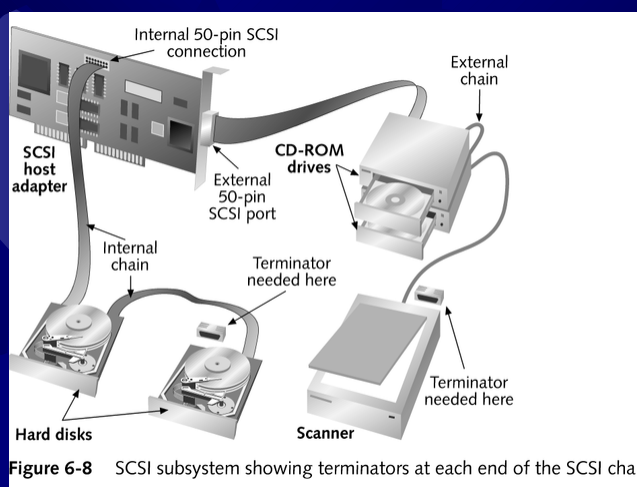 Internal 50-pin SCSI
connection
External
chain
SCSI
host
adapter
CD-ROM
drives
External
50-pin
SCSI port
Internal
chain
Terminator
needed here
Terminator
needed here
Hard disks
Scanner
Figure 6-8 SCSI subsystem showing terminators at each end of the SCSI cha